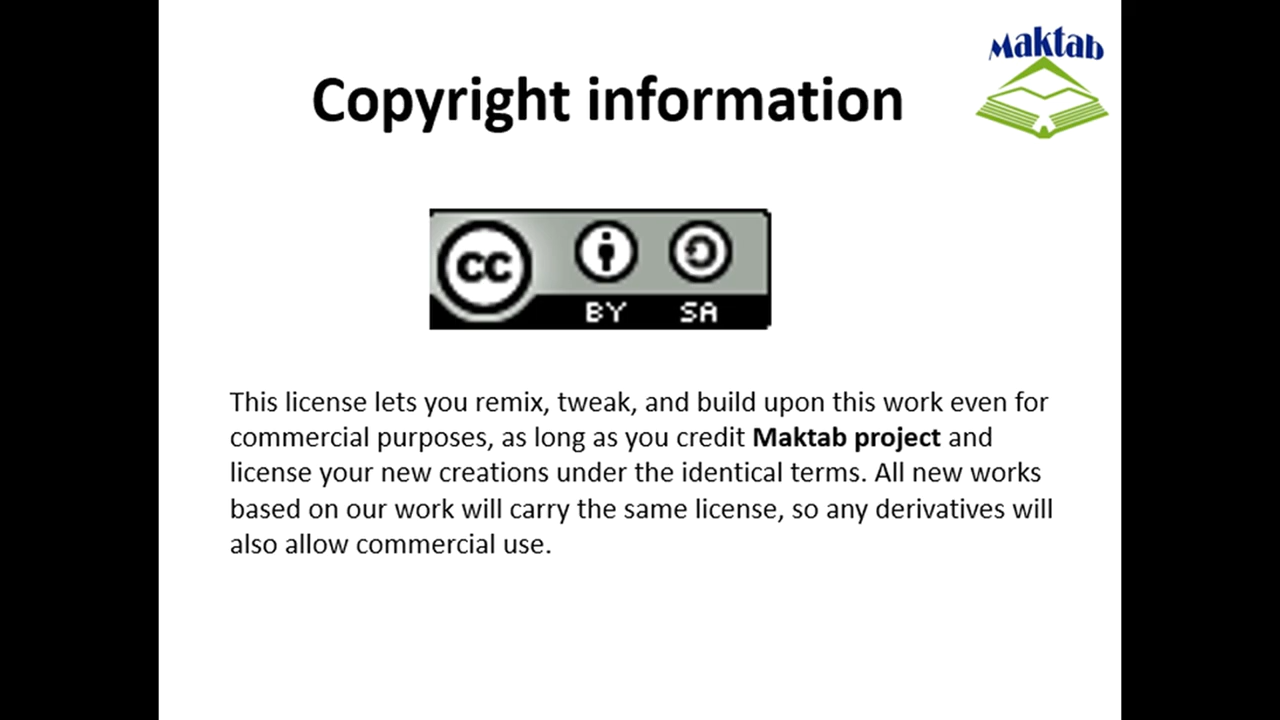 Maktab
Copyright information
CC
BY SA
This license lets you remix, tweak, and build upon this work even for
commercial purposes, as long as you credit Maktab project and
license your new creations under the identical terms. All new works
based on our work will carry the same license, so any derivatives will
also allow commercial use.